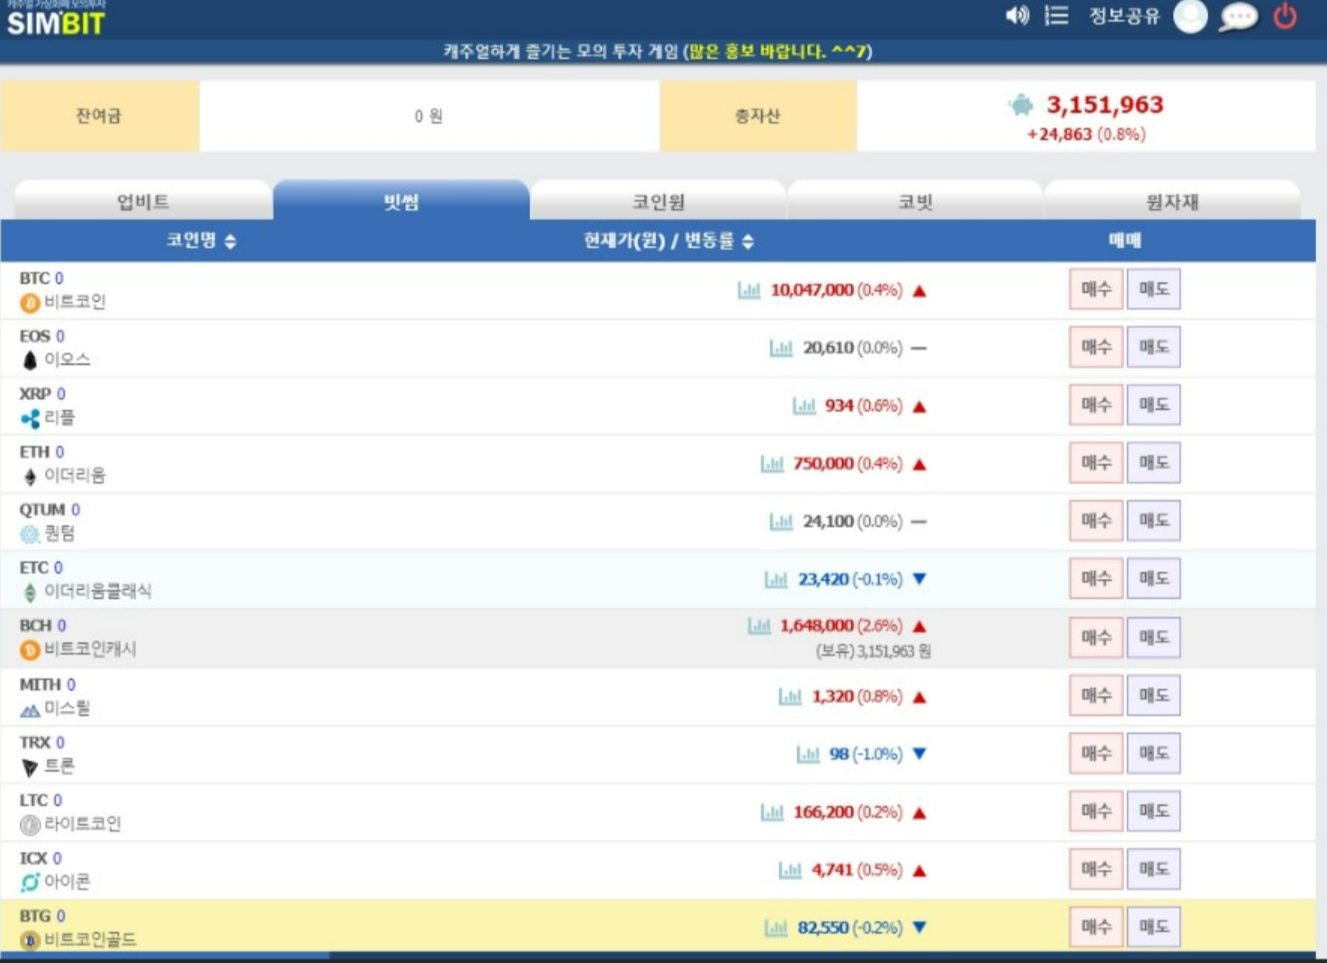 캐주얼 가상화폐 모의투자
SIMBIT
정보공유
캐주얼하게 즐기는 모의 투자 게임 (많은 홍보 바랍니다. ^^7)
잔여금 0 원 총자산 3,151,963
+24,863 (0.8%)
업비트 빗썸 코인원 코빗 원자재
코인명 현재가(원) / 변동률 매매
BTC 0
비트코인 10,047,000 (0.4%) ▲ 매수 매도
EOS 0
이오스 20,610 (0.0%) — 매수 매도
XRP 0
리플 934 (0.6%) ▲ 매수 매도
ETH 0
이더리움 750,000 (0.4%) ▲ 매수 매도
QTUM 0
퀀텀 24,100 (0.0%) — 매수 매도
ETC 0
이더리움클래식 23,420 (-0.1%) ▼ 매수 매도
BCH 0 1,648,000 (2.6%) ▲ 매수 매도
비트코인캐시 (보유) 3,151,963 원
MITH 0
미스릴 1,320 (0.8%) ▲ 매수 매도
TRX 0
트론 98 (-1.0%) ▼ 매수 매도
LTC 0
라이트코인 166,200 (0.2%) ▲ 매수 매도
ICX 0
아이콘 4,741 (0.5%) ▲ 매수 매도
BTG 0
비트코인골드 82,550 (-0.2%) ▼ 매수 매도